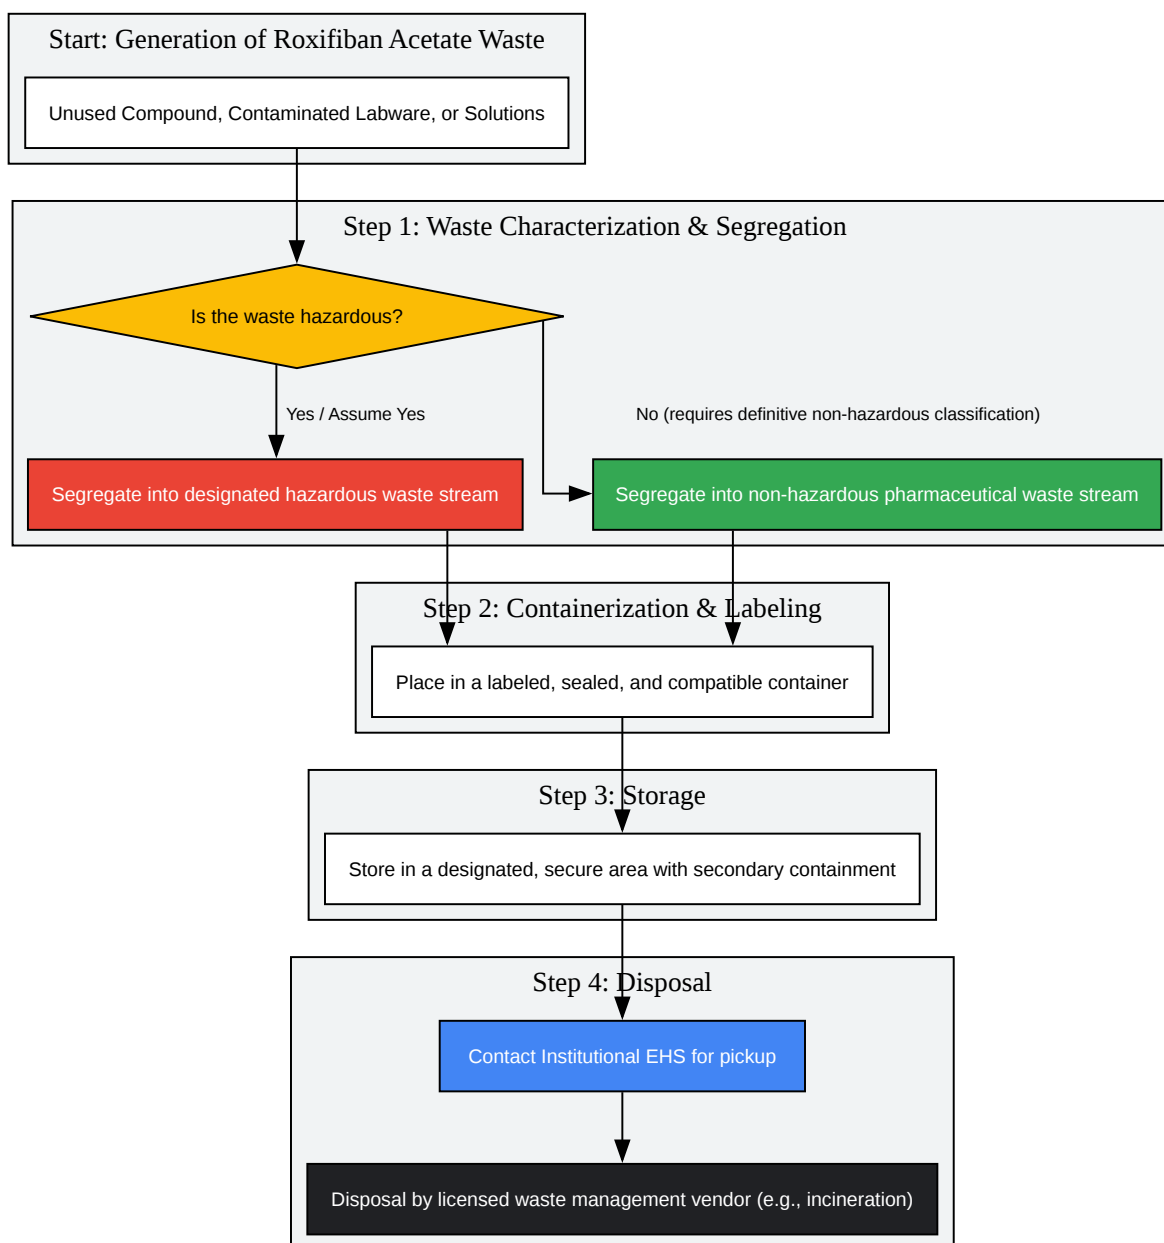 Start: Generation of Roxifiban Acetate Waste
Unused Compound, Contaminated Labware, or Solutions
Step 1: Waste Characterization & Segregation
Is the waste hazardous?
Yes / Assume Yes
No (requires definitive non-hazardous classification)
Segregate into designated hazardous waste stream
Segregate into non-hazardous pharmaceutical waste stream
Step 2: Containerization & Labeling
Place in a labeled, sealed, and compatible container
Step 3: Storage
Store in a designated, secure area with secondary containment
Step 4: Disposal
Contact Institutional EHS for pickup
Disposal by licensed waste management vendor (e.g., incineration)